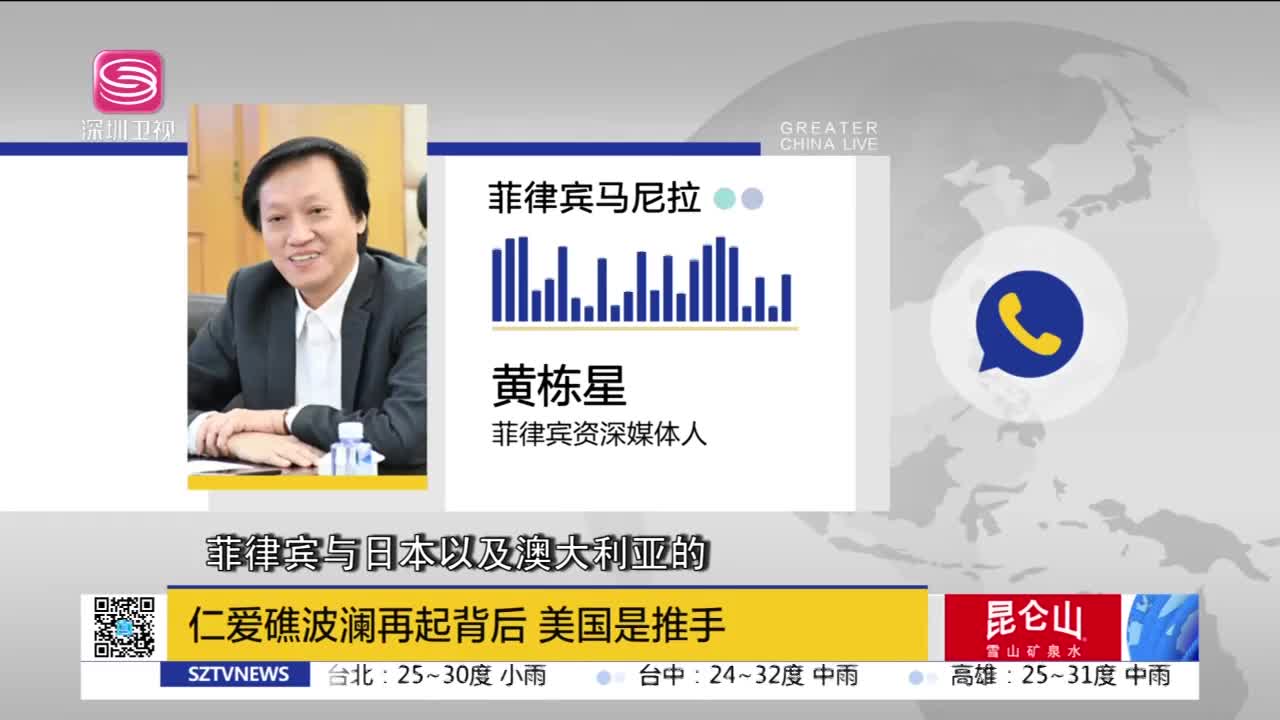 深圳卫视
GREATER
CHINA LIVE
菲律宾马尼拉
黄栋星
菲律宾资深媒体人
菲律宾与日本以及澳大利亚的
仁爱礁波澜再起背后 美国是推手
昆仑山
雪山矿泉水
SZTVNEWS 台北：25~30度 小雨 台中：24~32度 中雨 高雄：25~31度 中雨